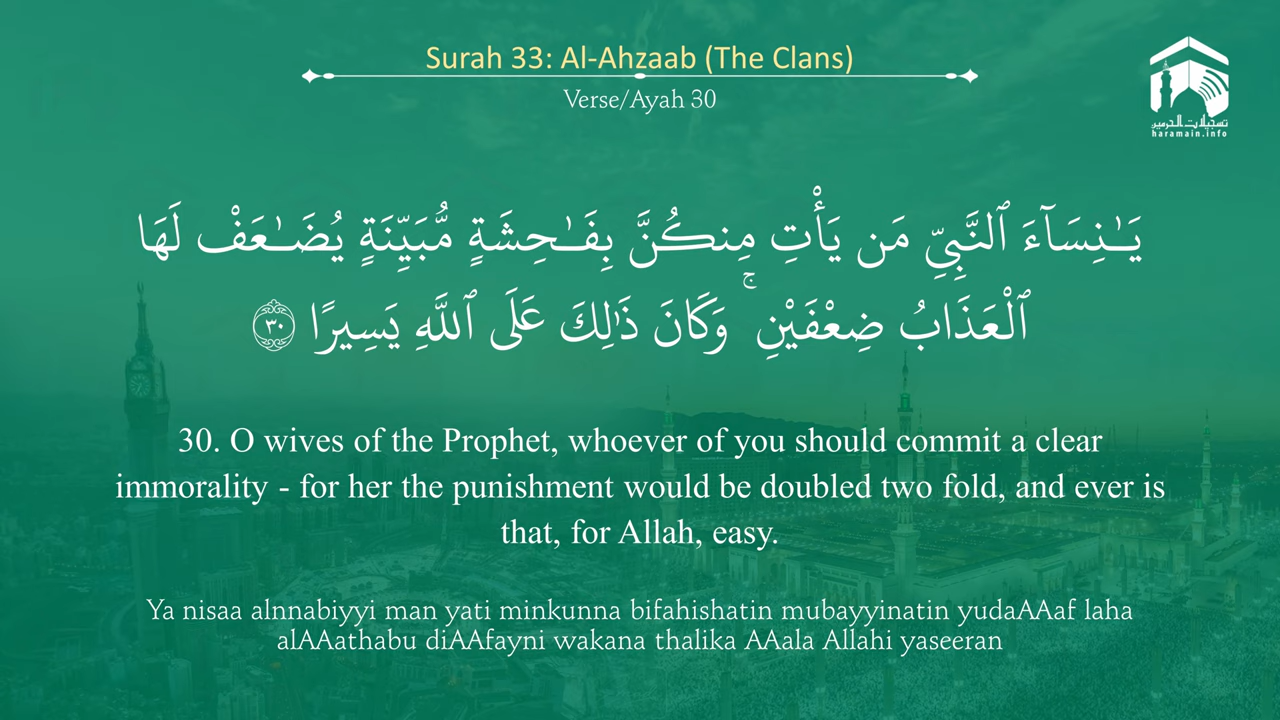 Surah 33: Al-Ahzaab (The Clans)
Verse/Ayah 30
تسجيلات الحرمين
haramain.info
يَـٰنِسَآءَ ٱلنَّبِىِّ مَن يَأْتِ مِنكُنَّ بِفَـٰحِشَةٍ مُّبَيِّنَةٍ يُضَـٰعَفْ لَهَا
ٱلْعَذَابُ ضِعْفَيْنِ ۚ وَكَانَ ذَٰلِكَ عَلَى ٱللَّهِ يَسِيرًا ٣٠
30. O wives of the Prophet, whoever of you should commit a clear
immorality - for her the punishment would be doubled two fold, and ever is
that, for Allah, easy.
Ya nisaa alnnabiyyi man yati minkunna bifahishatin mubayyinatin yudaAAaf laha
alAAathabu diAAfayni wakana thalika AAala Allahi yaseeran